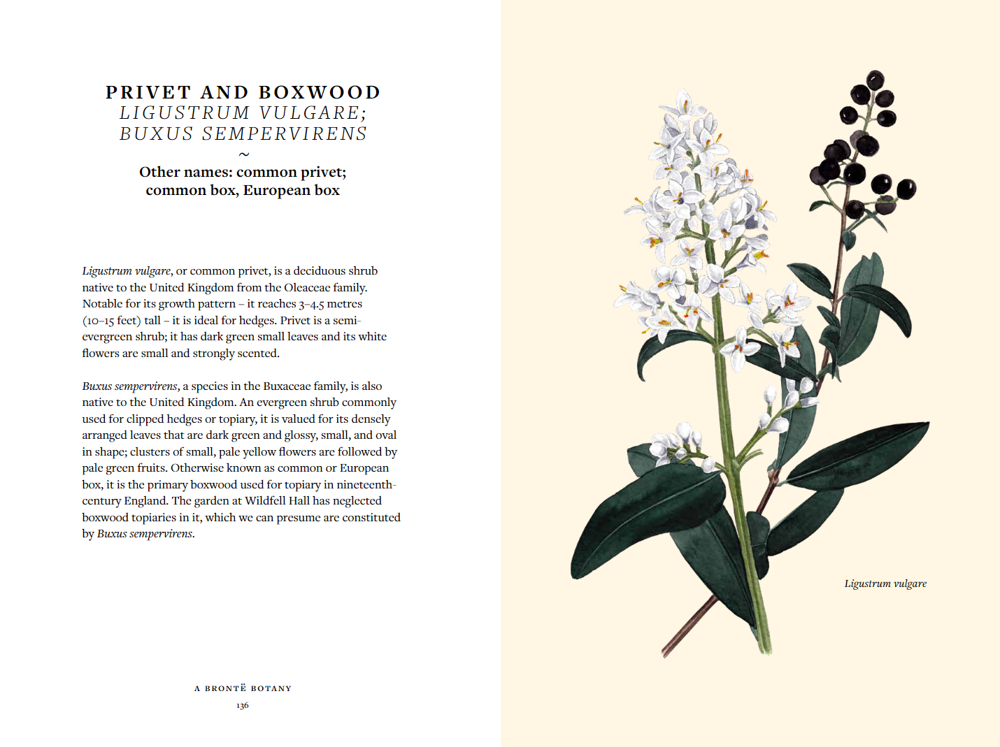 PRIVET AND BOXWOOD
LIGUSTRUM VULGARE;
BUXUS SEMPERVIRENS
~
Other names: common privet;
common box, European box
Ligustrum vulgare, or common privet, is a deciduous shrub
native to the United Kingdom from the Oleaceae family.
Notable for its growth pattern – it reaches 3–4.5 metres
(10–15 feet) tall – it is ideal for hedges. Privet is a semi-
evergreen shrub; it has dark green small leaves and its white
flowers are small and strongly scented.
Buxus sempervirens, a species in the Buxaceae family, is also
native to the United Kingdom. An evergreen shrub commonly
used for clipped hedges or topiary, it is valued for its densely
arranged leaves that are dark green and glossy, small, and oval
in shape; clusters of small, pale yellow flowers are followed by
pale green fruits. Otherwise known as common or European
box, it is the primary boxwood used for topiary in nineteenth-
century England. The garden at Wildfell Hall has neglected
boxwood topiaries in it, which we can presume are constituted
by Buxus sempervirens.
A BRONTË BOTANY
136
Ligustrum vulgare